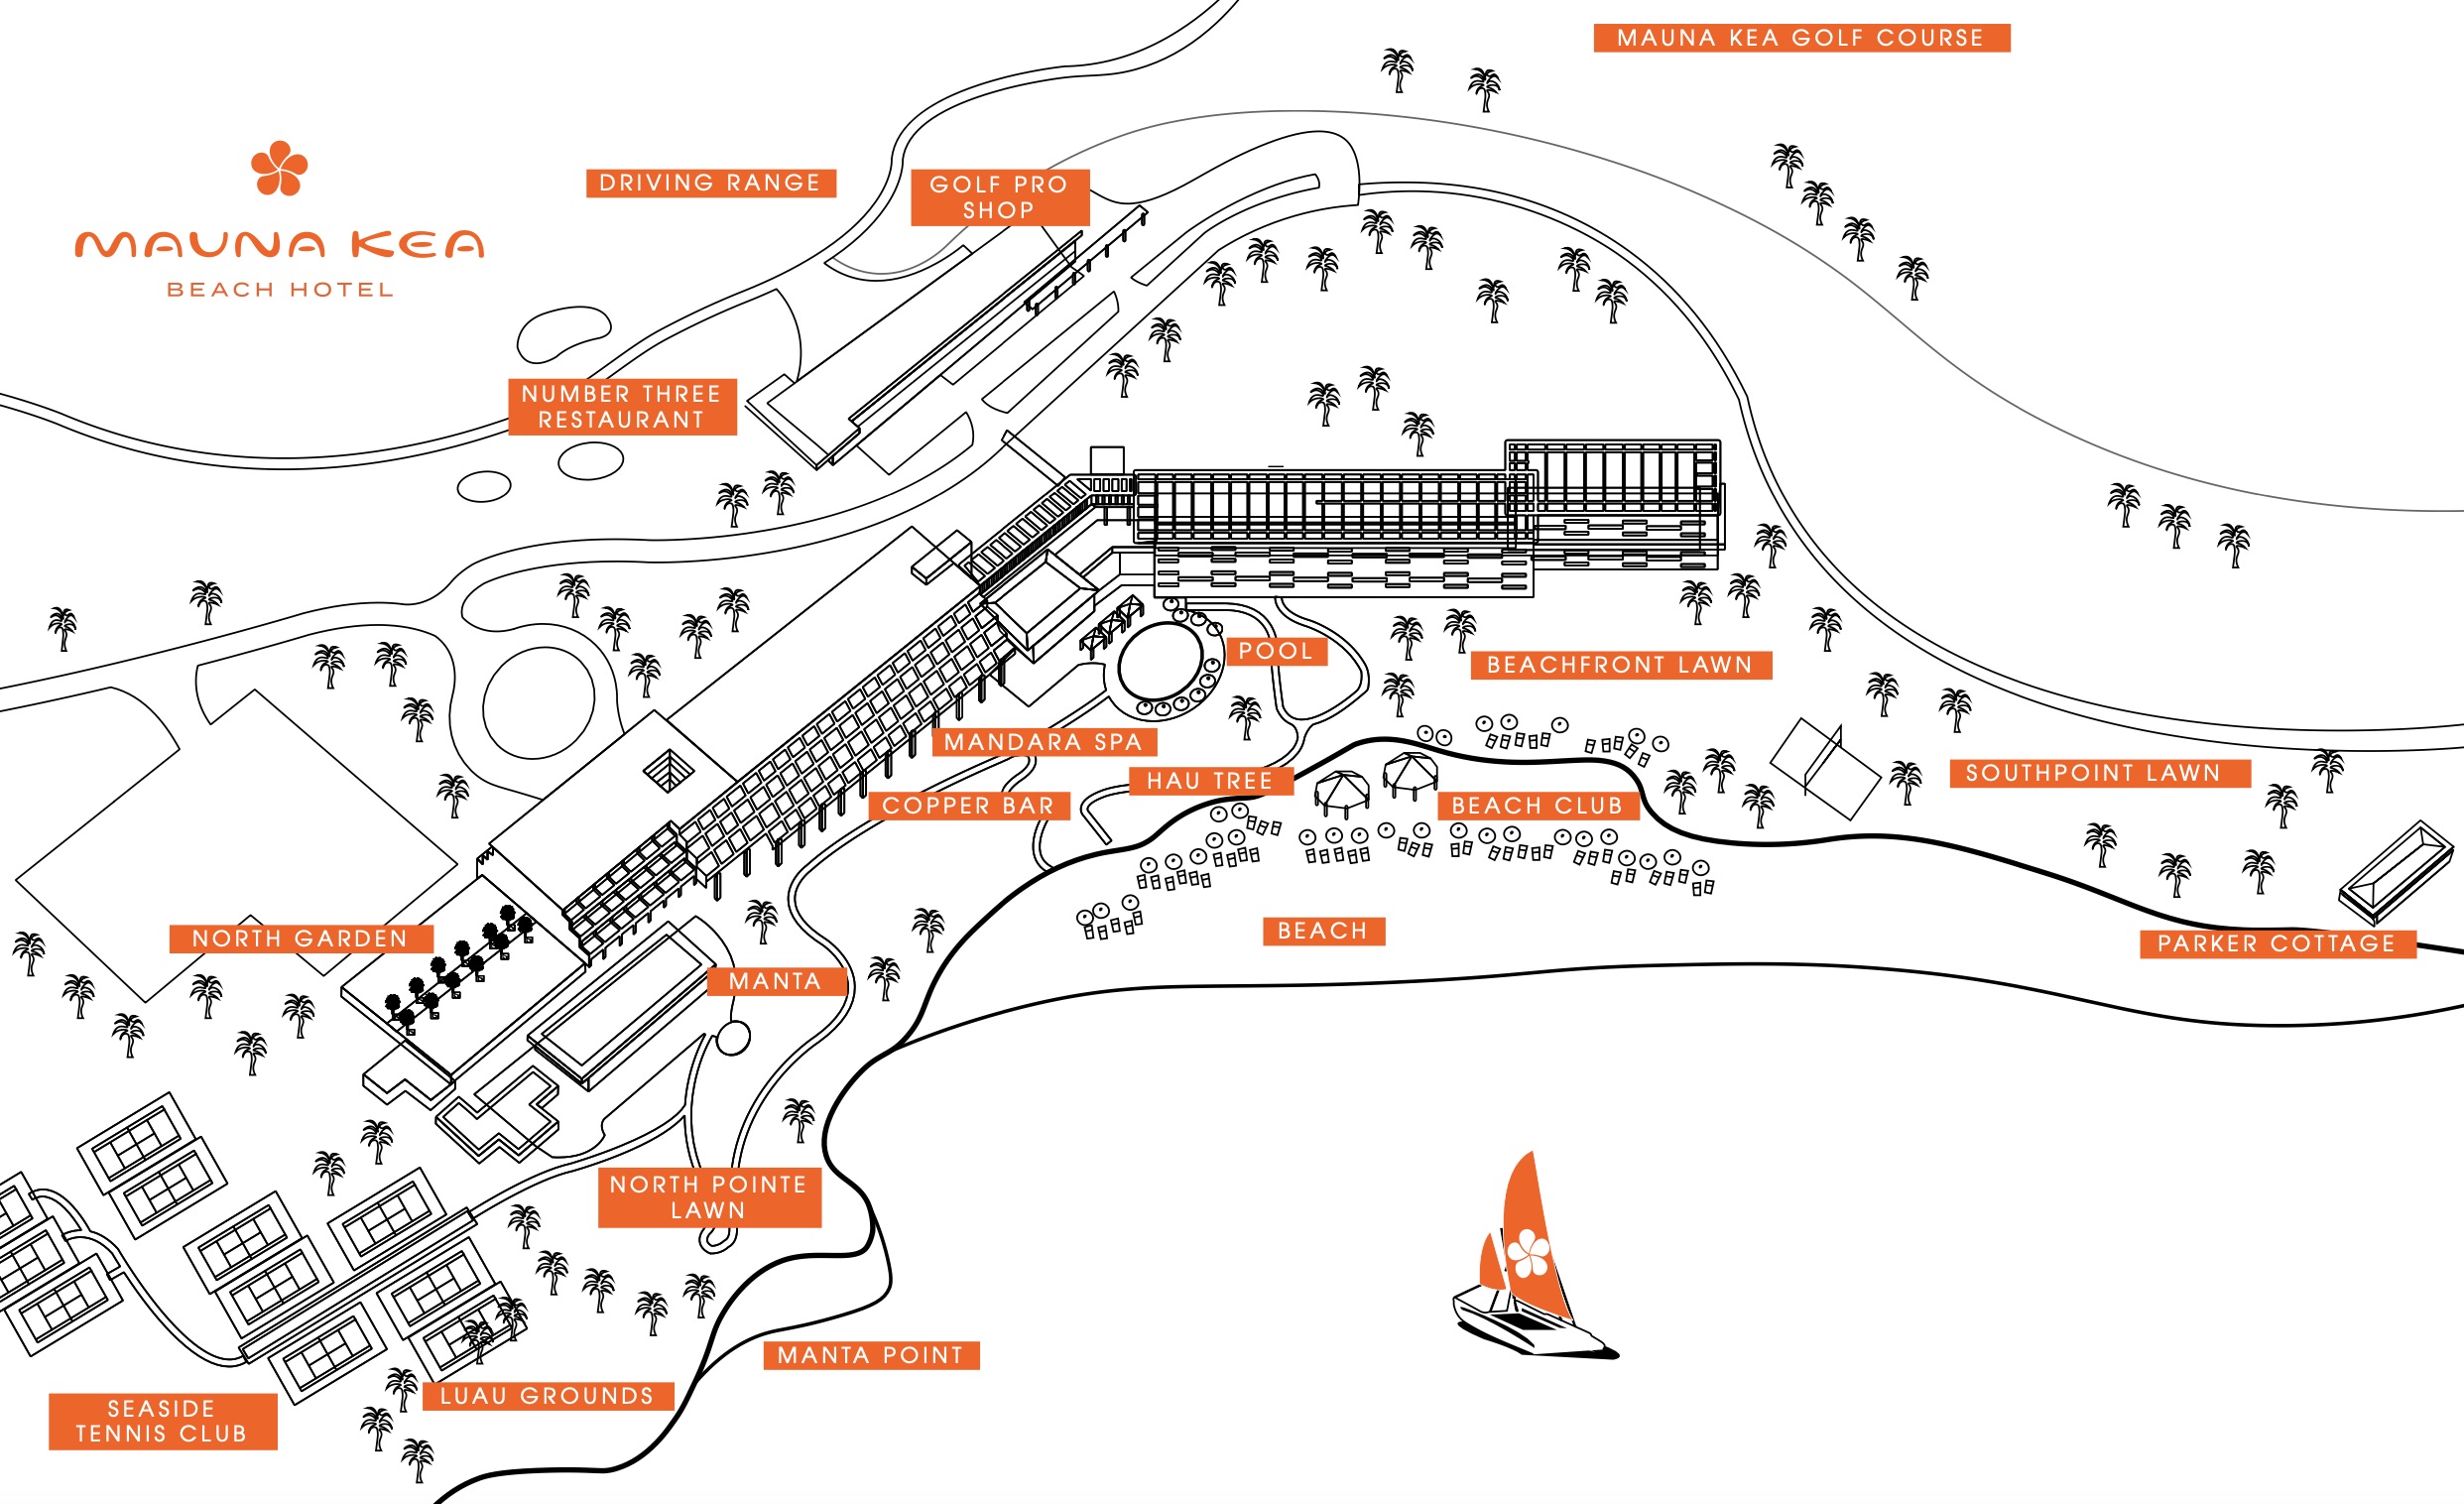 MAUNA KEA GOLF COURSE
MAUNA KEA
BEACH HOTEL
DRIVING RANGE
GOLF PRO
SHOP
NUMBER THREE
RESTAURANT
POOL
BEACHFRONT LAWN
MANDARA SPA
HAU TREE
SOUTHPOINT LAWN
COPPER BAR
BEACH CLUB
NORTH GARDEN
BEACH
PARKER COTTAGE
MANTA
NORTH POINTE
LAWN
MANTA POINT
LUAU GROUNDS
SEASIDE
TENNIS CLUB